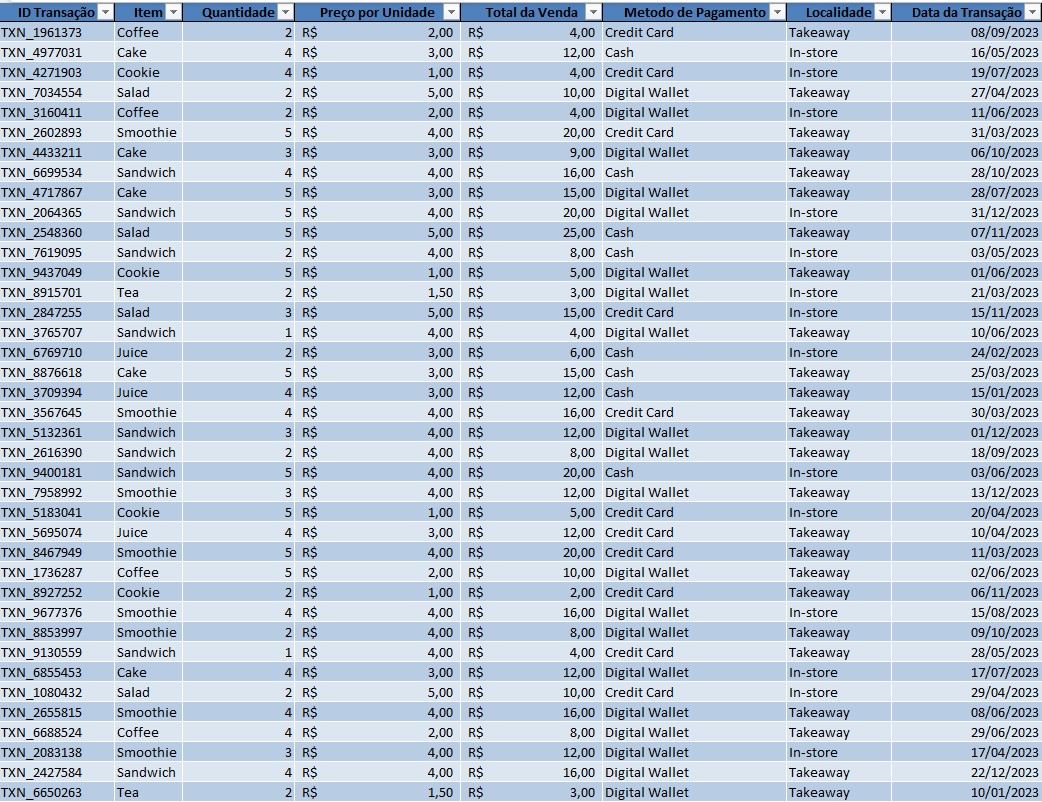 ID Transação Item Quantidade Preço por Unidade Total da Venda Metodo de Pagamento Localidade Data da Transação
TXN_1961373 Coffee 2 R$ 2,00 R$ 4,00 Credit Card Takeaway 08/09/2023
TXN_4977031 Cake 4 R$ 3,00 R$ 12,00 Cash In-store 16/05/2023
TXN_4271903 Cookie 4 R$ 1,00 R$ 4,00 Credit Card In-store 19/07/2023
TXN_7034554 Salad 2 R$ 5,00 R$ 10,00 Digital Wallet Takeaway 27/04/2023
TXN_3160411 Coffee 2 R$ 2,00 R$ 4,00 Digital Wallet In-store 11/06/2023
TXN_2602893 Smoothie 5 R$ 4,00 R$ 20,00 Credit Card Takeaway 31/03/2023
TXN_4433211 Cake 3 R$ 3,00 R$ 9,00 Digital Wallet Takeaway 06/10/2023
TXN_6699534 Sandwich 4 R$ 4,00 R$ 16,00 Cash Takeaway 28/10/2023
TXN_4717867 Cake 5 R$ 3,00 R$ 15,00 Digital Wallet Takeaway 28/07/2023
TXN_2064365 Sandwich 5 R$ 4,00 R$ 20,00 Digital Wallet In-store 31/12/2023
TXN_2548360 Salad 5 R$ 5,00 R$ 25,00 Cash Takeaway 07/11/2023
TXN_7619095 Sandwich 2 R$ 4,00 R$ 8,00 Cash In-store 03/05/2023
TXN_9437049 Cookie 5 R$ 1,00 R$ 5,00 Digital Wallet Takeaway 01/06/2023
TXN_8915701 Tea 2 R$ 1,50 R$ 3,00 Digital Wallet In-store 21/03/2023
TXN_2847255 Salad 3 R$ 5,00 R$ 15,00 Credit Card In-store 15/11/2023
TXN_3765707 Sandwich 1 R$ 4,00 R$ 4,00 Digital Wallet Takeaway 10/06/2023
TXN_6769710 Juice 2 R$ 3,00 R$ 6,00 Cash In-store 24/02/2023
TXN_8876618 Cake 5 R$ 3,00 R$ 15,00 Cash Takeaway 25/03/2023
TXN_3709394 Juice 4 R$ 3,00 R$ 12,00 Cash Takeaway 15/01/2023
TXN_3567645 Smoothie 4 R$ 4,00 R$ 16,00 Credit Card Takeaway 30/03/2023
TXN_5132361 Sandwich 3 R$ 4,00 R$ 12,00 Digital Wallet Takeaway 01/12/2023
TXN_2616390 Sandwich 2 R$ 4,00 R$ 8,00 Digital Wallet Takeaway 18/09/2023
TXN_9400181 Sandwich 5 R$ 4,00 R$ 20,00 Cash In-store 03/06/2023
TXN_7958992 Smoothie 3 R$ 4,00 R$ 12,00 Digital Wallet Takeaway 13/12/2023
TXN_5183041 Cookie 5 R$ 1,00 R$ 5,00 Credit Card In-store 20/04/2023
TXN_5695074 Juice 4 R$ 3,00 R$ 12,00 Credit Card Takeaway 10/04/2023
TXN_8467949 Smoothie 5 R$ 4,00 R$ 20,00 Credit Card Takeaway 11/03/2023
TXN_1736287 Coffee 5 R$ 2,00 R$ 10,00 Digital Wallet Takeaway 02/06/2023
TXN_8927252 Cookie 2 R$ 1,00 R$ 2,00 Credit Card Takeaway 06/11/2023
TXN_9677376 Smoothie 4 R$ 4,00 R$ 16,00 Digital Wallet In-store 15/08/2023
TXN_8853997 Smoothie 2 R$ 4,00 R$ 8,00 Digital Wallet Takeaway 09/10/2023
TXN_9130559 Sandwich 1 R$ 4,00 R$ 4,00 Credit Card Takeaway 28/05/2023
TXN_6855453 Cake 4 R$ 3,00 R$ 12,00 Digital Wallet In-store 17/07/2023
TXN_1080432 Salad 2 R$ 5,00 R$ 10,00 Credit Card In-store 29/04/2023
TXN_2655815 Smoothie 4 R$ 4,00 R$ 16,00 Digital Wallet Takeaway 08/06/2023
TXN_6688524 Coffee 4 R$ 2,00 R$ 8,00 Digital Wallet Takeaway 29/06/2023
TXN_2083138 Smoothie 3 R$ 4,00 R$ 12,00 Digital Wallet In-store 17/04/2023
TXN_2427584 Sandwich 4 R$ 4,00 R$ 16,00 Digital Wallet Takeaway 22/12/2023
TXN_6650263 Tea 2 R$ 1,50 R$ 3,00 Digital Wallet Takeaway 10/01/2023